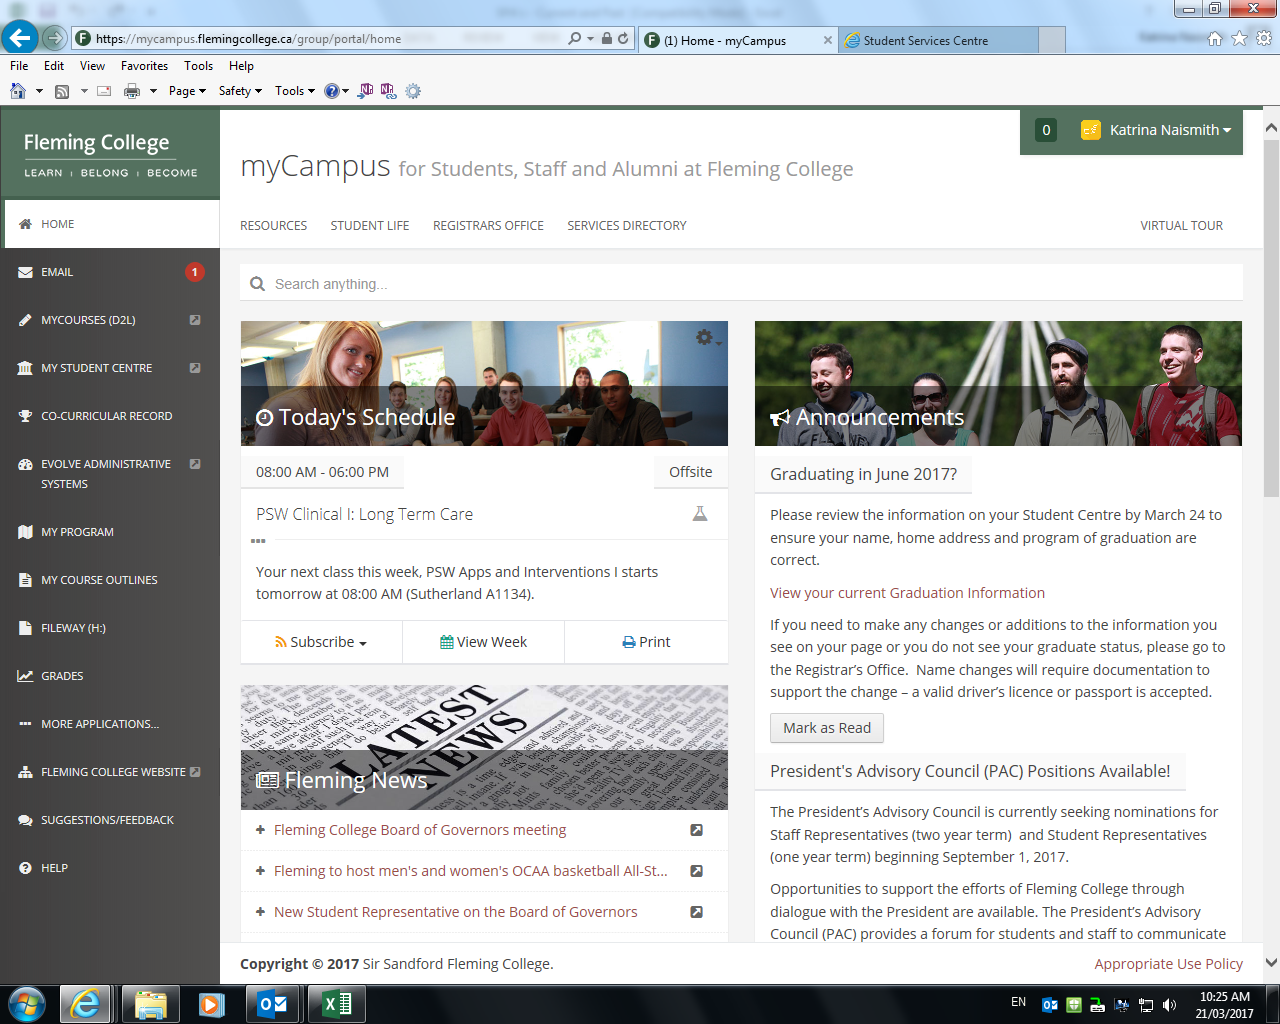 https://mycampus.flemingcollege.ca/group/portal/home
(1) Home - myCampus
Student Services Centre
File Edit View Favorites Tools Help
Page Safety Tools
Fleming College
LEARN | BELONG | BECOME
0 Katrina Naismith
myCampus for Students, Staff and Alumni at Fleming College
RESOURCES STUDENT LIFE REGISTRARS OFFICE SERVICES DIRECTORY VIRTUAL TOUR
Search anything...
HOME
EMAIL 1
MYCOURSES (D2L)
MY STUDENT CENTRE
CO-CURRICULAR RECORD
EVOLVE ADMINISTRATIVE
SYSTEMS
MY PROGRAM
MY COURSE OUTLINES
FILEWAY (H:)
GRADES
MORE APPLICATIONS...
FLEMING COLLEGE WEBSITE
SUGGESTIONS/FEEDBACK
HELP
Today's Schedule
08:00 AM - 06:00 PM Offsite
PSW Clinical I: Long Term Care
Your next class this week, PSW Apps and Interventions I starts
tomorrow at 08:00 AM (Sutherland A1134).
Subscribe View Week Print
LATEST
NEWS
Fleming News
Fleming College Board of Governors meeting
Fleming to host men's and women's OCAA basketball All-St...
New Student Representative on the Board of Governors
Announcements
Graduating in June 2017?
Please review the information on your Student Centre by March 24 to
ensure your name, home address and program of graduation are
correct.
View your current Graduation Information
If you need to make any changes or additions to the information you
see on your page or you do not see your graduate status, please go to
the Registrar's Office.  Name changes will require documentation to
support the change – a valid driver's licence or passport is accepted.
Mark as Read
President's Advisory Council (PAC) Positions Available!
The President's Advisory Council is currently seeking nominations for
Staff Representatives (two year term)  and Student Representatives
(one year term) beginning September 1, 2017.
Opportunities to support the efforts of Fleming College through
dialogue with the President are available. The President's Advisory
Council (PAC) provides a forum for students and staff to communicate
Copyright © 2017 Sir Sandford Fleming College.
Appropriate Use Policy
EN
10:25 AM
21/03/2017